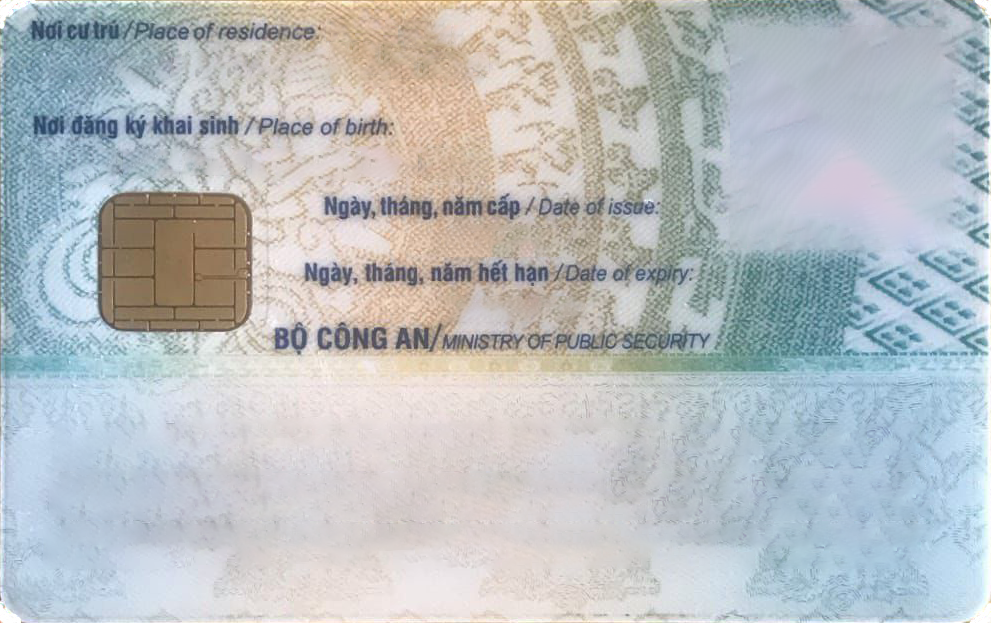 Nơi cư trú / Place of residence:
Nơi đăng ký khai sinh / Place of birth:
Ngày, tháng, năm cấp / Date of issue:
Ngày, tháng, năm hết hạn / Date of expiry:
BỘ CÔNG AN/ MINISTRY OF PUBLIC SECURITY